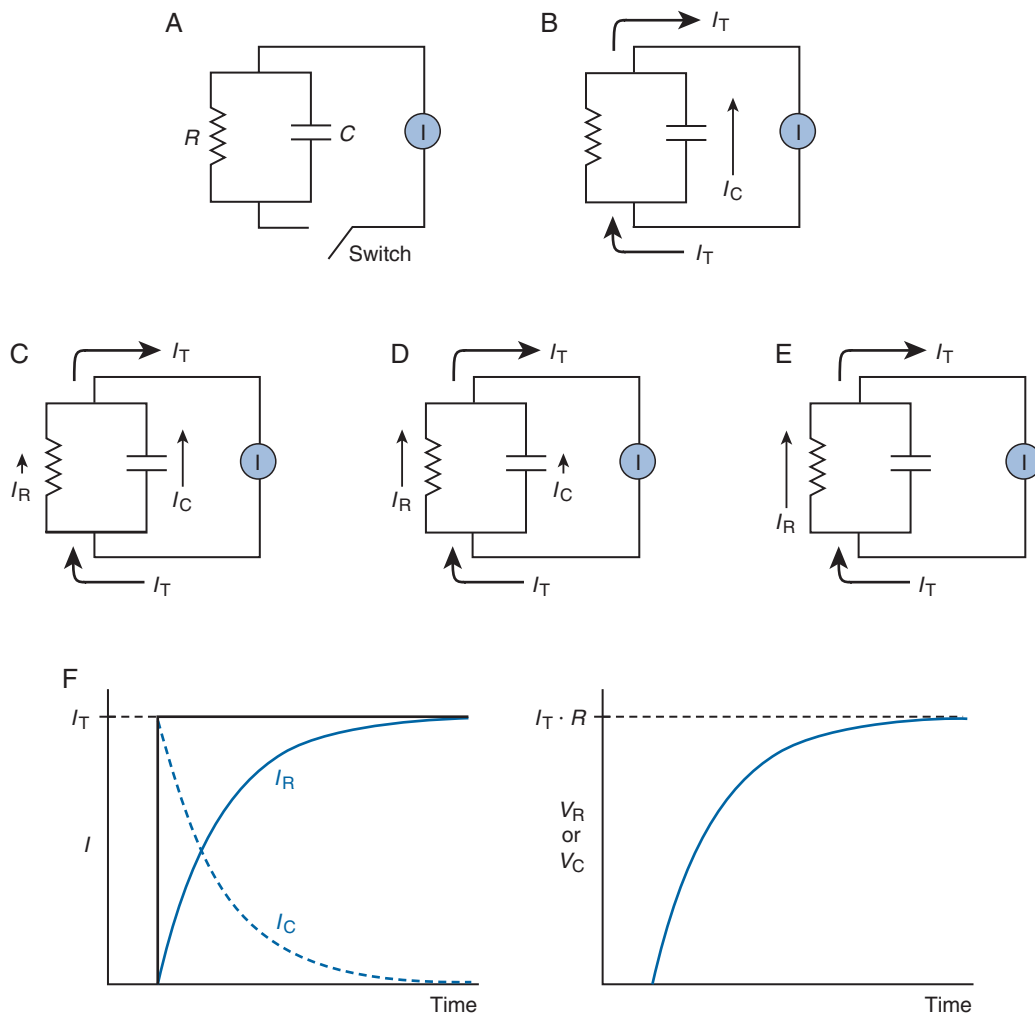 A
R
C
I
Switch
B
I_T
I_C
I
I_T
C
I_T
I_R
I_C
I
I_T
D
I_T
I_R
I_C
I
I_T
E
I_T
I_R
I
I_T
F
I_T
I
I_R
I_C
Time
I_T · R
V_R
or
V_C
Time